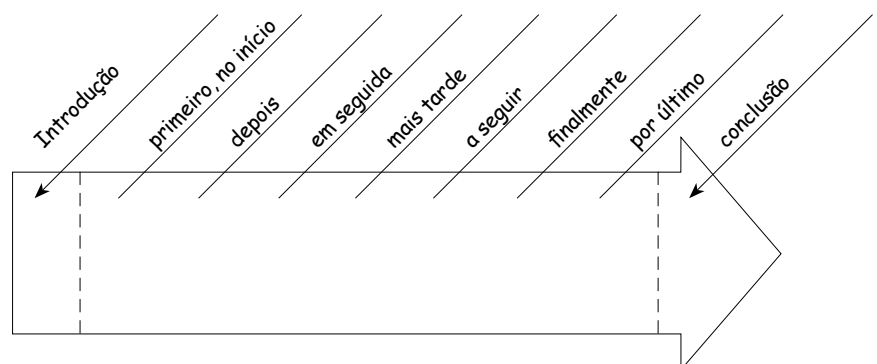 Introdução
primeiro, no início
depois
em seguida
mais tarde
a seguir
finalmente
por último
conclusão